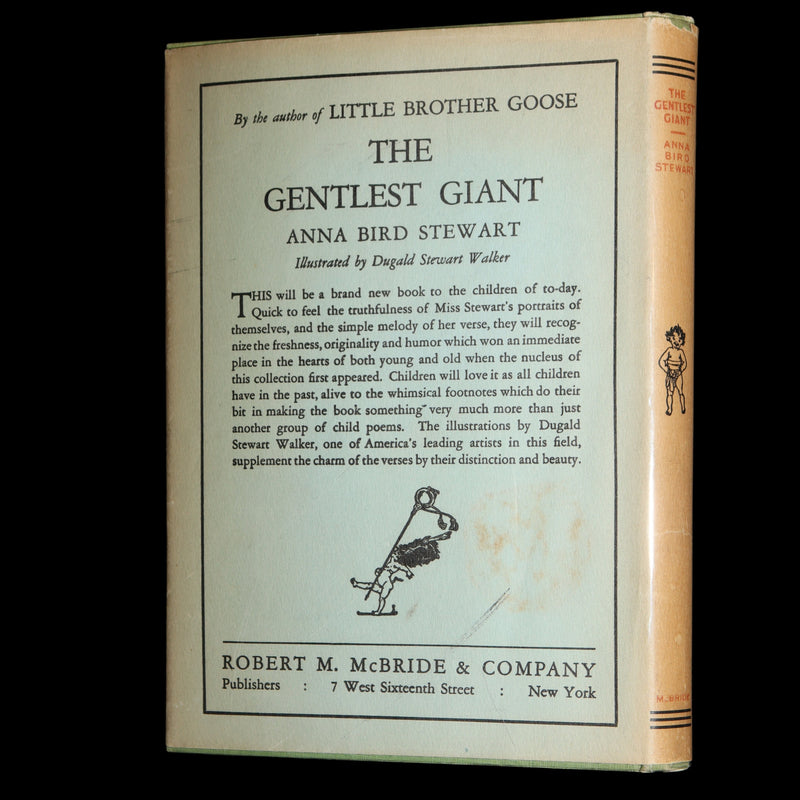 By the author of LITTLE BROTHER GOOSE
THE
GENTLEST GIANT
ANNA BIRD STEWART
Illustrated by Dugald Stewart Walker
THIS will be a brand new book to the children of to-day.
Quick to feel the truthfulness of Miss Stewart's portraits of
themselves, and the simple melody of her verse, they will recog-
nize the freshness, originality and humor which won an immediate
place in the hearts of both young and old when the nucleus of
this collection first appeared. Children will love it as all children
have in the past, alive to the whimsical footnotes which do their
bit in making the book something very much more than just
another group of child poems. The illustrations by Dugald
Stewart Walker, one of America's leading artists in this field,
supplement the charm of the verses by their distinction and beauty.
ROBERT M. McBRIDE & COMPANY
Publishers : 7 West Sixteenth Street : New York
THE
GENTLEST
GIANT
ANNA
BIRD
STEWART
McBRIDE